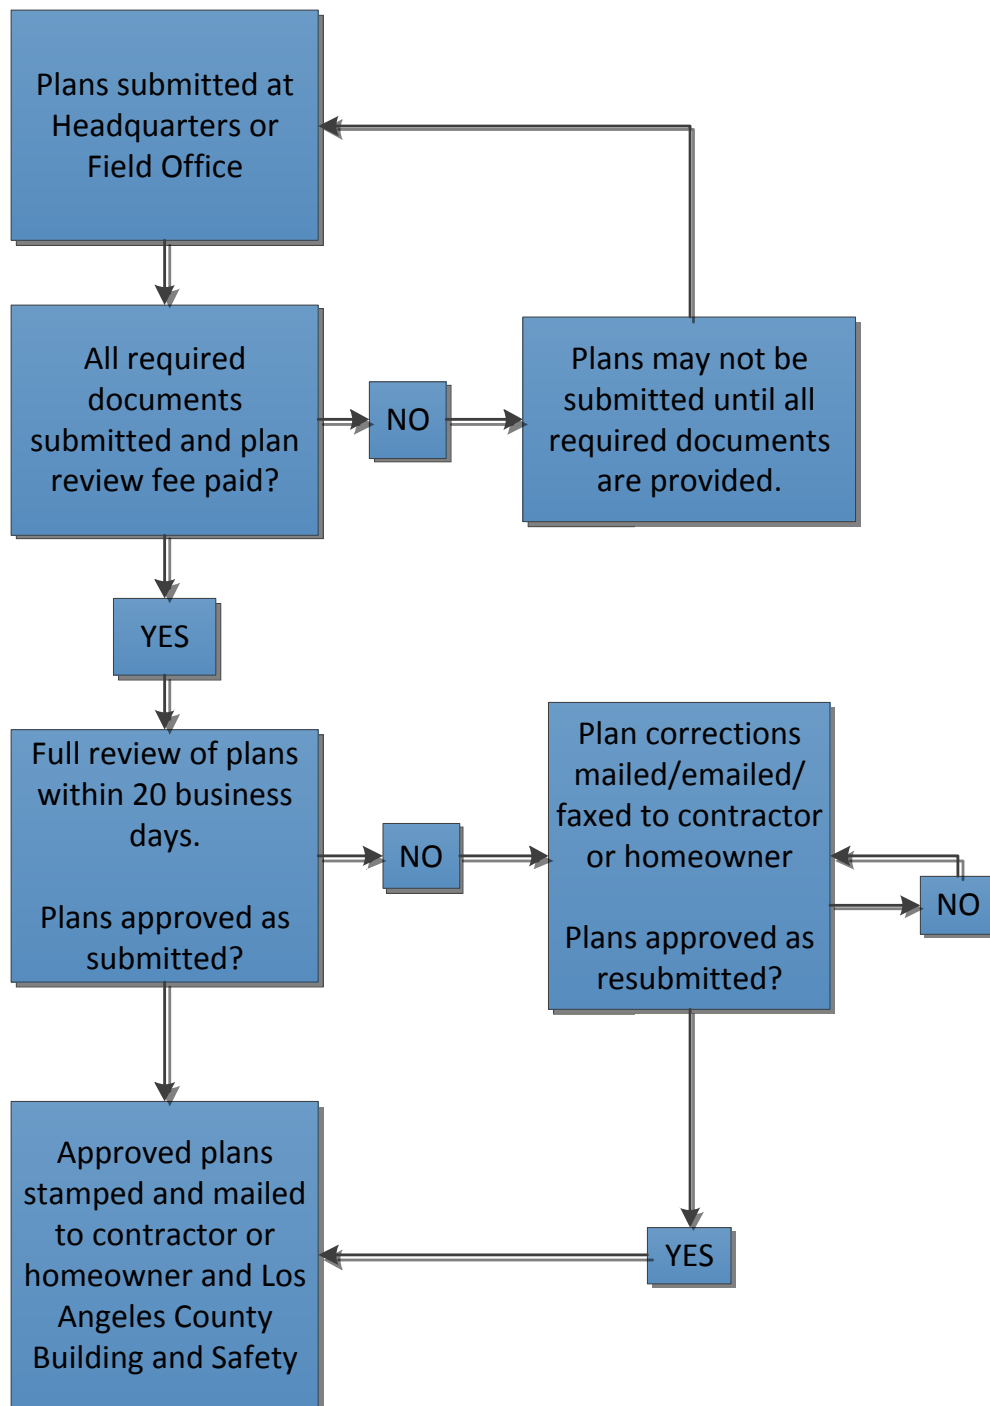 Plans submitted at
Headquarters or
Field Office
All required
documents
submitted and plan
review fee paid?
NO
Plans may not be
submitted until all
required documents
are provided.
YES
Full review of plans
within 20 business
days.
Plans approved as
submitted?
NO
Plan corrections
mailed/emailed/
faxed to contractor
or homeowner
Plans approved as
resubmitted?
NO
YES
Approved plans
stamped and mailed
to contractor or
homeowner and Los
Angeles County
Building and Safety